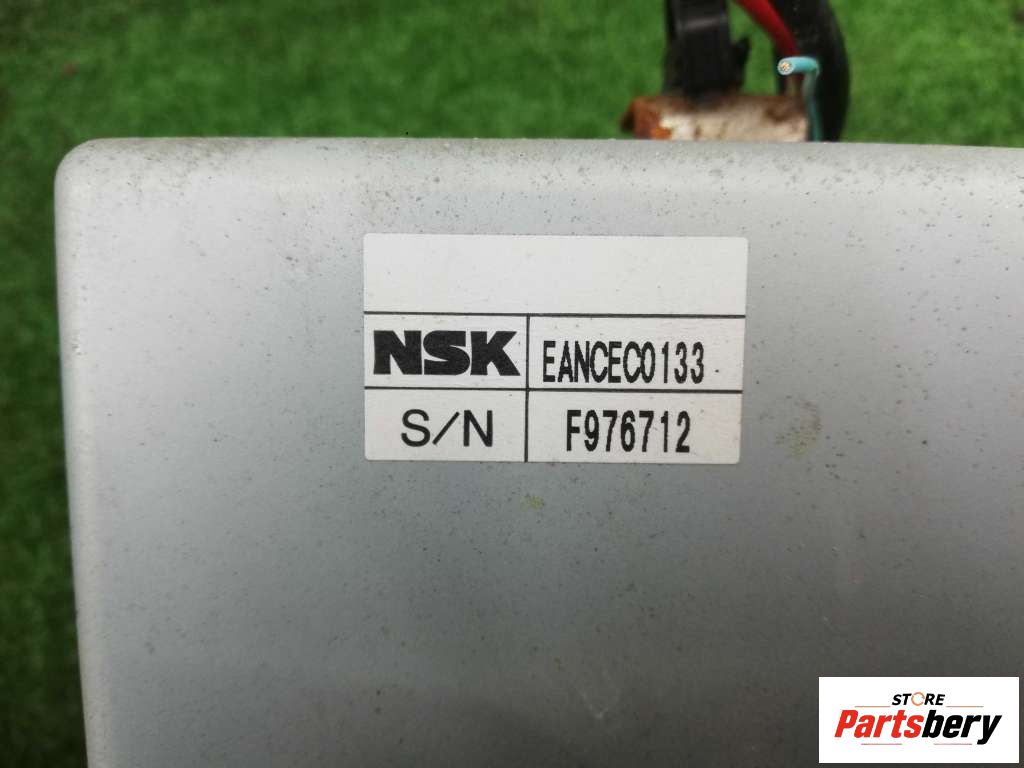 NSK EANCEC0133
S/N F976712
STORE
Partsbery